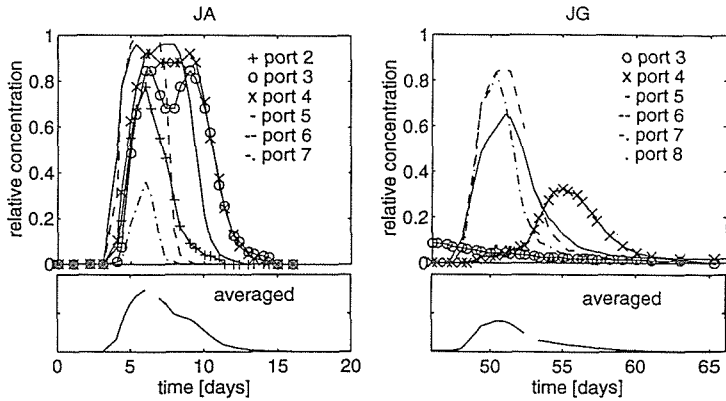 JA
relative concentration
1
0.8
0.6
0.4
0.2
0
+ port 2
o port 3
x port 4
- port 5
-- port 6
-. port 7
averaged
0 5 10 15 20
time [days]
JG
relative concentration
1
0.8
0.6
0.4
0.2
0
o port 3
x port 4
- port 5
-- port 6
-. port 7
. port 8
averaged
50 55 60 65
time [days]